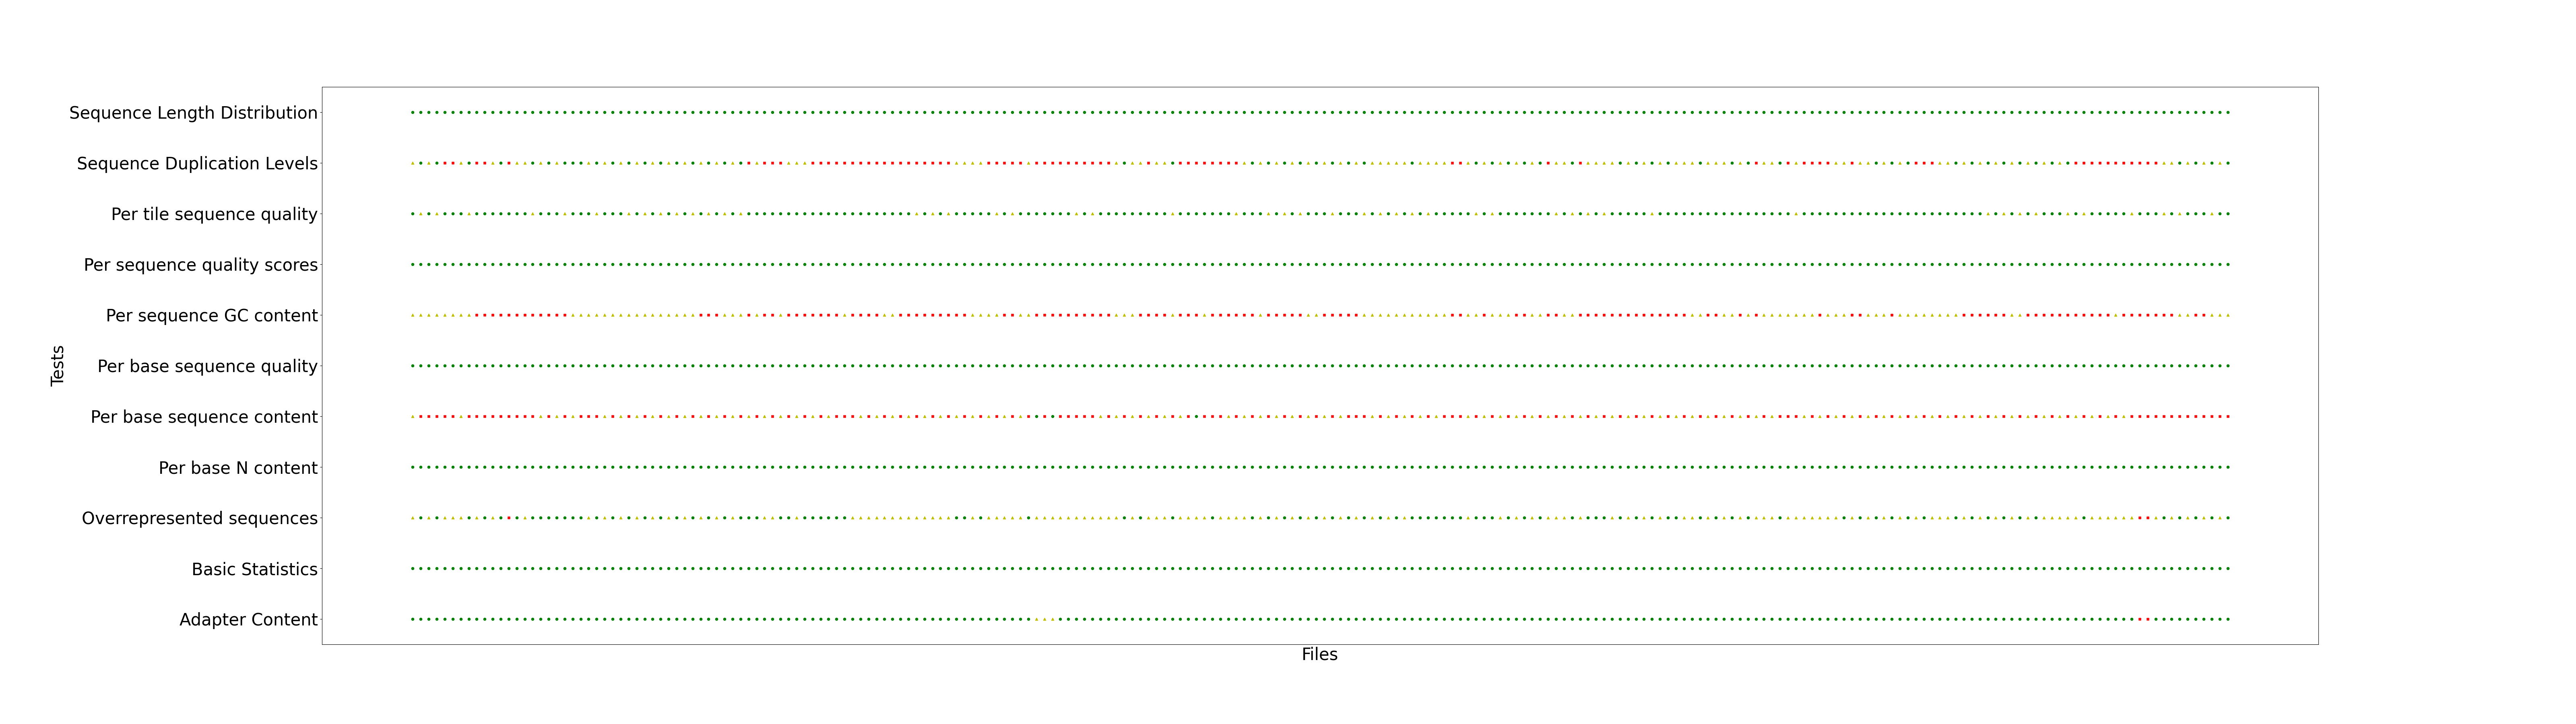 Sequence Length Distribution
Sequence Duplication Levels
Per tile sequence quality
Per sequence quality scores
Per sequence GC content
Per base sequence quality
Per base sequence content
Per base N content
Overrepresented sequences
Basic Statistics
Adapter Content
Tests
Files